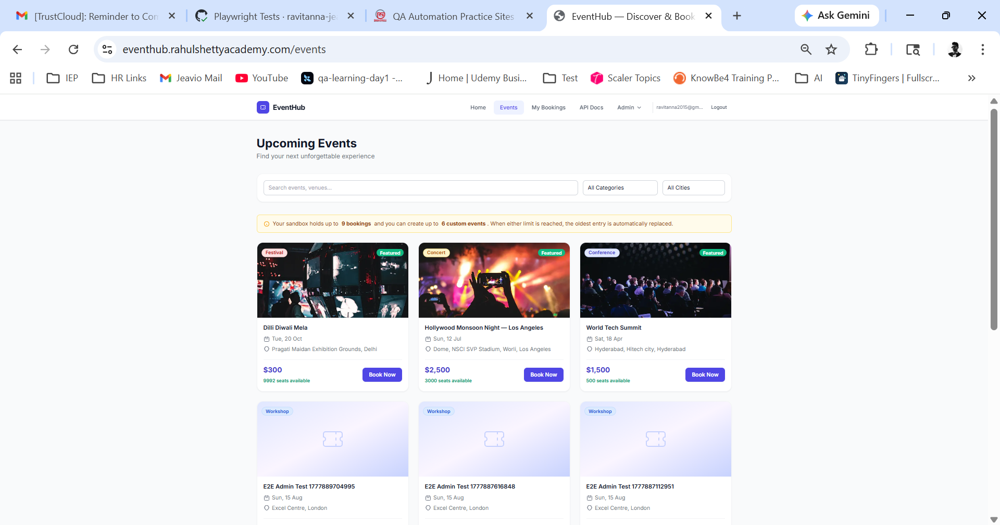 [TrustCloud]: Reminder to Con
Playwright Tests · ravitanna-je
QA Automation Practice Sites
EventHub — Discover & Book
Ask Gemini
eventhub.rahulshettyacademy.com/events
IEP
HR Links
Jeavio Mail
YouTube
qa-learning-day1 -...
Home | Udemy Busi...
Test
Scaler Topics
KnowBe4 Training P...
AI
TinyFingers | Fullscr...
EventHub
Home
Events
My Bookings
API Docs
Admin
ravitanna2015@gm...
Logout
Upcoming Events
Find your next unforgettable experience
Search events, venues...
All Categories
All Cities
Your sandbox holds up to 9 bookings and you can create up to 6 custom events . When either limit is reached, the oldest entry is automatically replaced.
Festival
Featured
Dilli Diwali Mela
Tue, 20 Oct
Pragati Maidan Exhibition Grounds, Delhi
$300
9992 seats available
Book Now
Concert
Featured
Hollywood Monsoon Night — Los Angeles
Sun, 12 Jul
Dome, NSCI SVP Stadium, Worli, Los Angeles
$2,500
3000 seats available
Book Now
Conference
Featured
World Tech Summit
Sat, 18 Apr
Hyderabad, Hitech city, Hyderabad
$1,500
500 seats available
Book Now
Workshop
E2E Admin Test 1777889704995
Sun, 15 Aug
Excel Centre, London
Workshop
E2E Admin Test 1777887616848
Sun, 15 Aug
Excel Centre, London
Workshop
E2E Admin Test 1777887112951
Sun, 15 Aug
Excel Centre, London